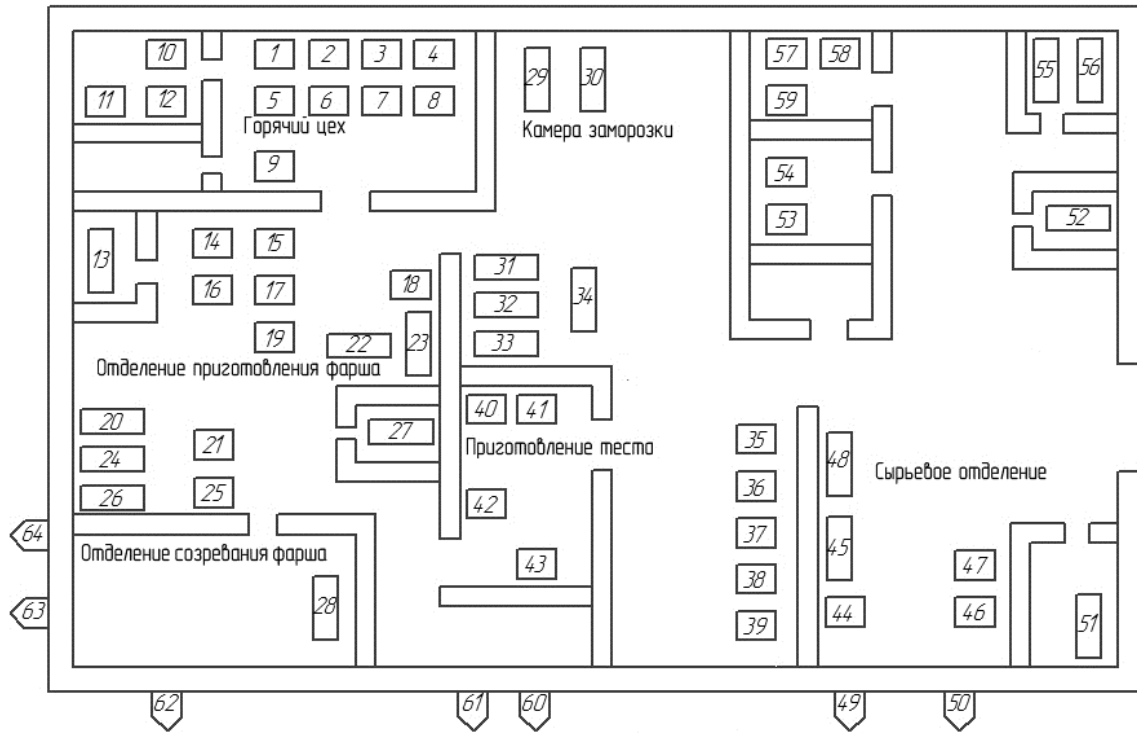 10 1 2 3 4 29 30 57 58 55 56
11 12 5 6 7 8 59
Горячий цех Камера заморозки
9 54
53 52
13 14 15
16 17 18 31 34
32
19 22 23 33
Отделение приготовления фарша
20 27 40 41 35
21 Приготовление теста 48 Сырьевое отделение
24 36
26 25 42
64 37 45
Отделение созревания фарша
43 38 47
63 28 39 44 46 51
62 61 60 49 50